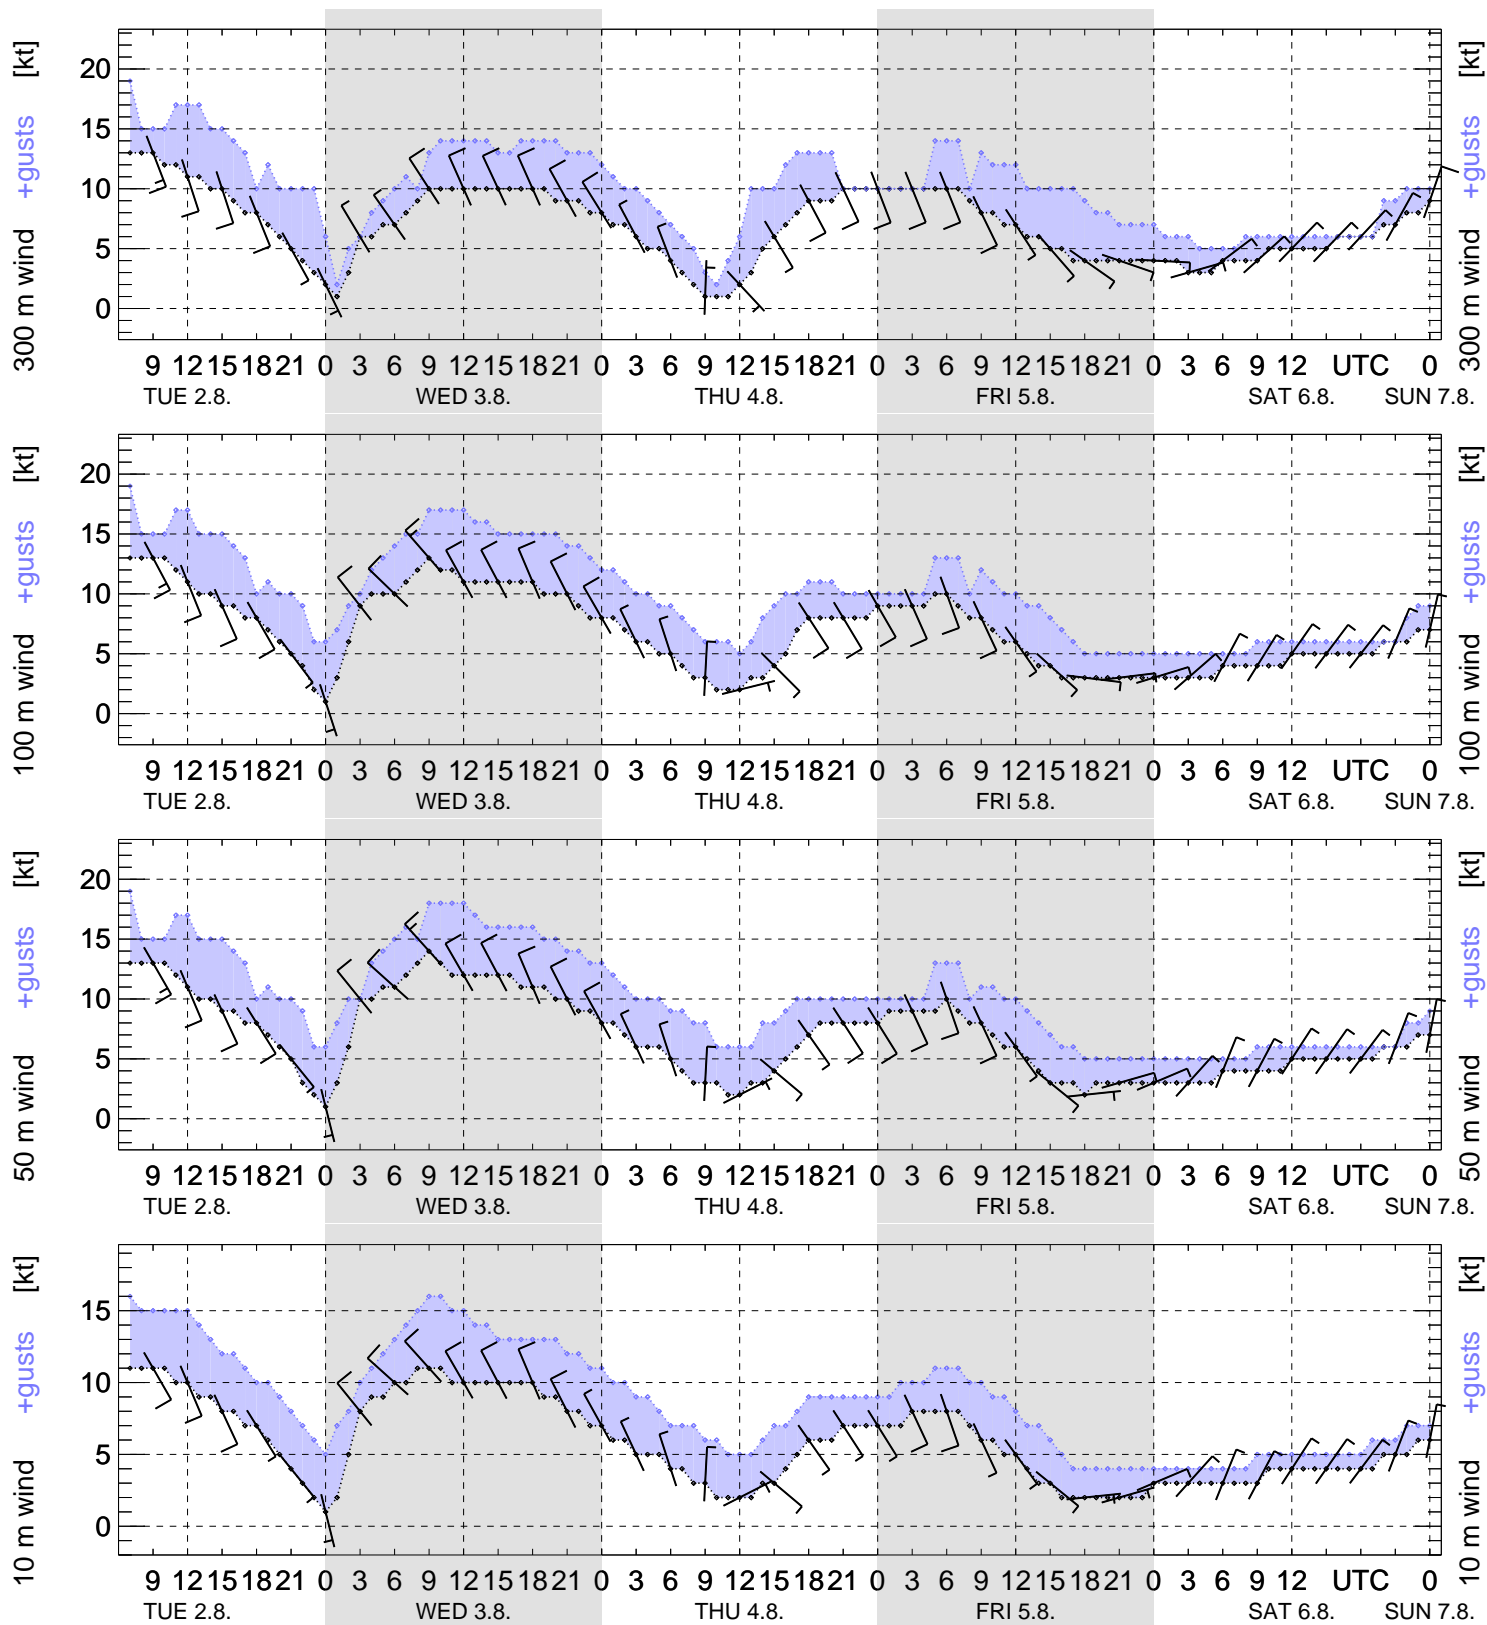 300 m wind +gusts [kt]
20
15
10
5
0
300 m wind +gusts [kt]
9 12 15 18 21 0 3 6 9 12 15 18 21 0 3 6 9 12 15 18 21 0 3 6 9 12 15 18 21 0 3 6 9 12 UTC 0
TUE 2.8. WED 3.8. THU 4.8. FRI 5.8. SAT 6.8. SUN 7.8.
100 m wind +gusts [kt]
20
15
10
5
0
100 m wind +gusts [kt]
9 12 15 18 21 0 3 6 9 12 15 18 21 0 3 6 9 12 15 18 21 0 3 6 9 12 15 18 21 0 3 6 9 12 UTC 0
TUE 2.8. WED 3.8. THU 4.8. FRI 5.8. SAT 6.8. SUN 7.8.
50 m wind +gusts [kt]
20
15
10
5
0
50 m wind +gusts [kt]
9 12 15 18 21 0 3 6 9 12 15 18 21 0 3 6 9 12 15 18 21 0 3 6 9 12 15 18 21 0 3 6 9 12 UTC 0
TUE 2.8. WED 3.8. THU 4.8. FRI 5.8. SAT 6.8. SUN 7.8.
10 m wind +gusts [kt]
15
10
5
0
10 m wind +gusts [kt]
9 12 15 18 21 0 3 6 9 12 15 18 21 0 3 6 9 12 15 18 21 0 3 6 9 12 15 18 21 0 3 6 9 12 UTC 0
TUE 2.8. WED 3.8. THU 4.8. FRI 5.8. SAT 6.8. SUN 7.8.